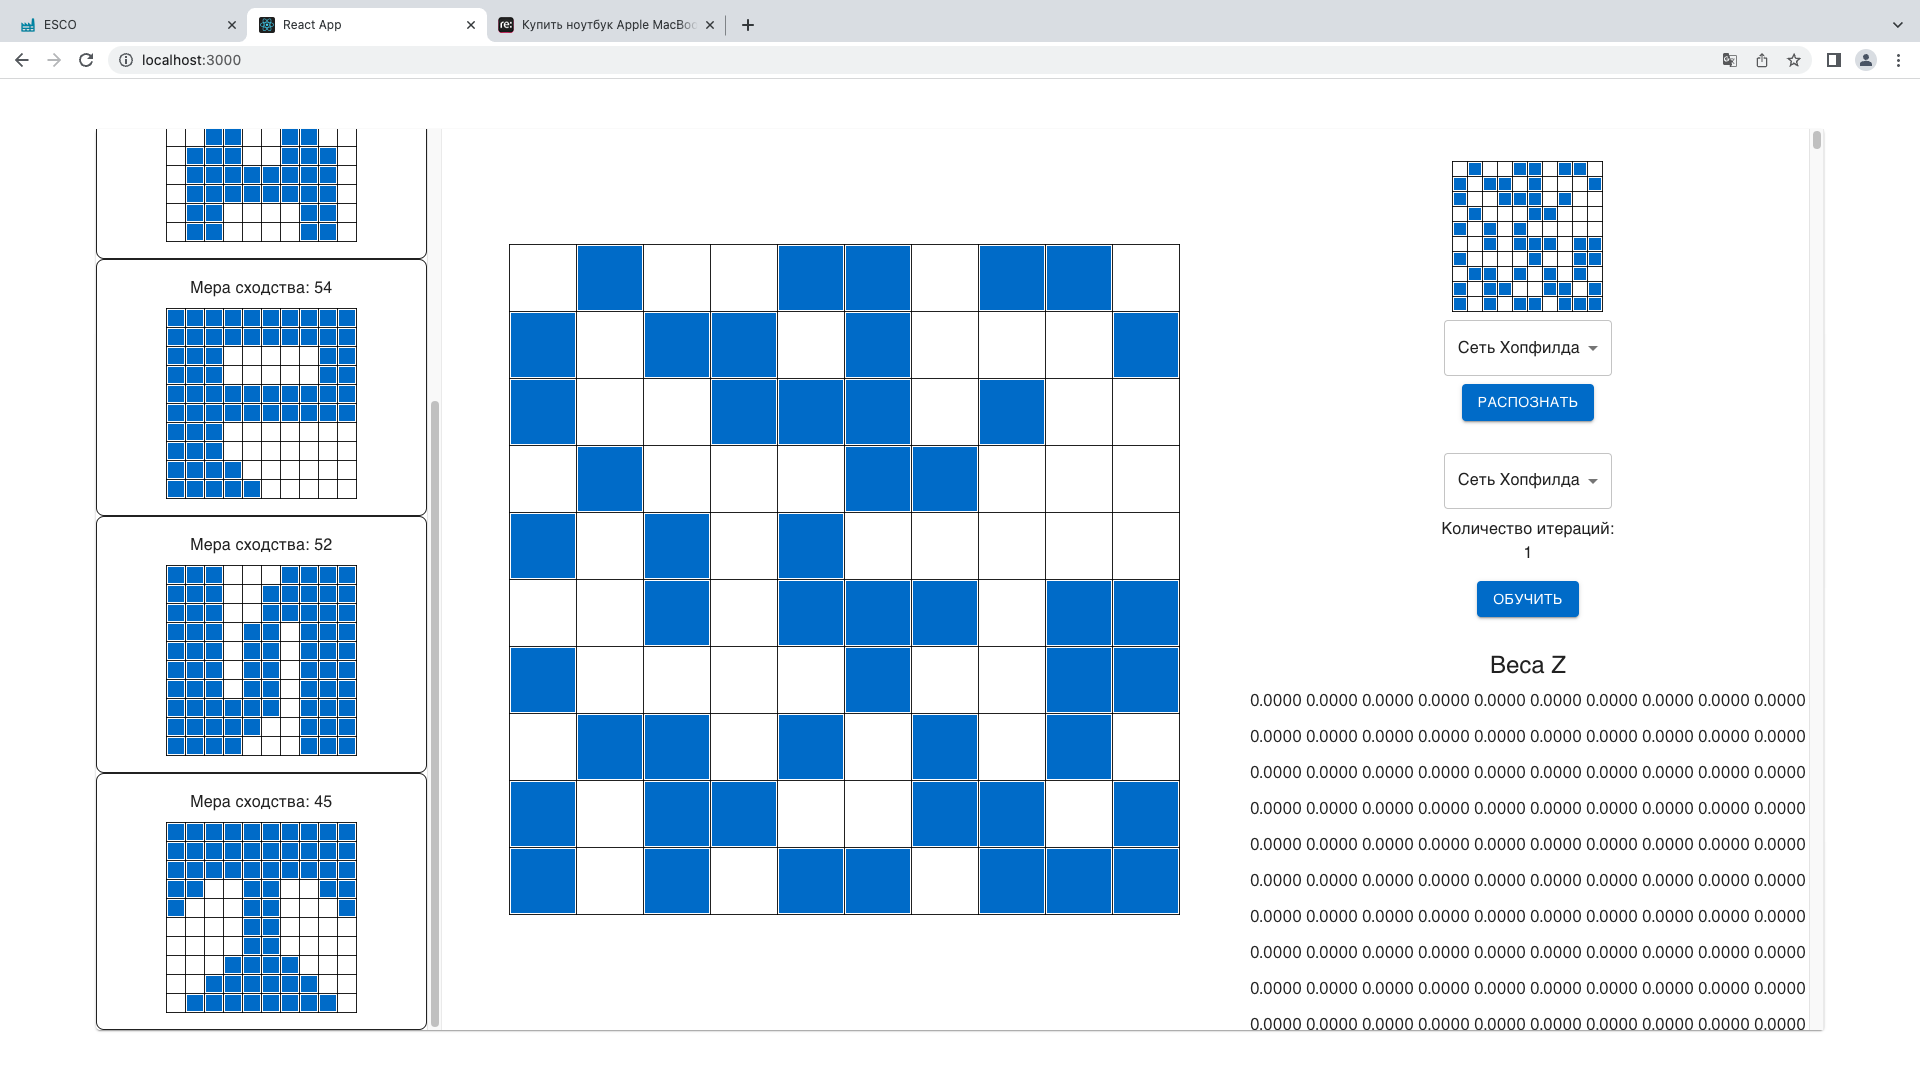 ESCO
React App
Купить ноутбук Apple MacBo
localhost:3000
Мера сходства: 54
Мера сходства: 52
Мера сходства: 45
Сеть Хопфилда
РАСПОЗНАТЬ
Сеть Хопфилда
Количество итераций:
1
ОБУЧИТЬ
Веса Z
0.0000 0.0000 0.0000 0.0000 0.0000 0.0000 0.0000 0.0000 0.0000 0.0000
0.0000 0.0000 0.0000 0.0000 0.0000 0.0000 0.0000 0.0000 0.0000 0.0000
0.0000 0.0000 0.0000 0.0000 0.0000 0.0000 0.0000 0.0000 0.0000 0.0000
0.0000 0.0000 0.0000 0.0000 0.0000 0.0000 0.0000 0.0000 0.0000 0.0000
0.0000 0.0000 0.0000 0.0000 0.0000 0.0000 0.0000 0.0000 0.0000 0.0000
0.0000 0.0000 0.0000 0.0000 0.0000 0.0000 0.0000 0.0000 0.0000 0.0000
0.0000 0.0000 0.0000 0.0000 0.0000 0.0000 0.0000 0.0000 0.0000 0.0000
0.0000 0.0000 0.0000 0.0000 0.0000 0.0000 0.0000 0.0000 0.0000 0.0000
0.0000 0.0000 0.0000 0.0000 0.0000 0.0000 0.0000 0.0000 0.0000 0.0000
0.0000 0.0000 0.0000 0.0000 0.0000 0.0000 0.0000 0.0000 0.0000 0.0000